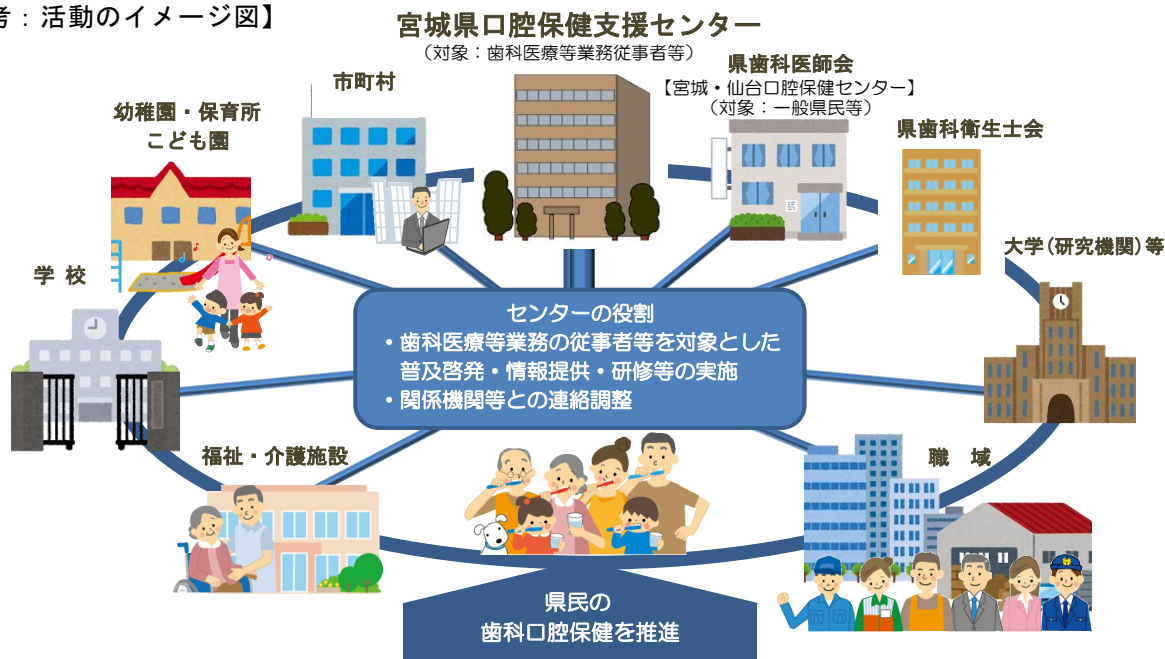 考：活動のイメージ図】
宮城県口腔保健支援センター
（対象：歯科医療等業務従事者等）
県歯科医師会
【宮城・仙台口腔保健センター】
（対象：一般県民等）
市町村
幼稚園・保育所
こども園
県歯科衛生士会
大学（研究機関）等
学 校
センターの役割
・歯科医療等業務の従事者等を対象とした
普及啓発・情報提供・研修等の実施
・関係機関等との連絡調整
福祉・介護施設
職 域
県民の
歯科口腔保健を推進